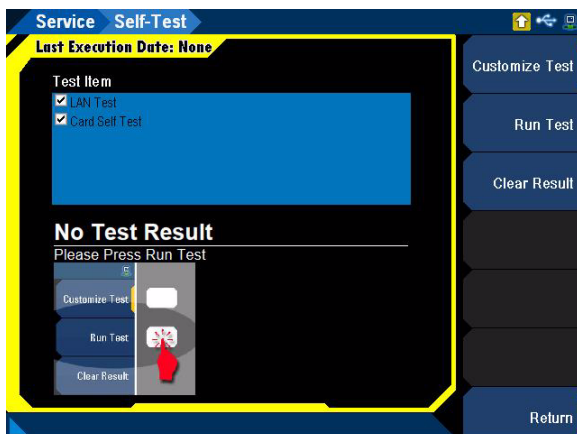 Service Self-Test
Last Execution Date: None
Test Item
LAN Test
Card Self Test
No Test Result
Please Press Run Test
Customize Test
Run Test
Clear Result
Customize Test
Run Test
Clear Result
Return